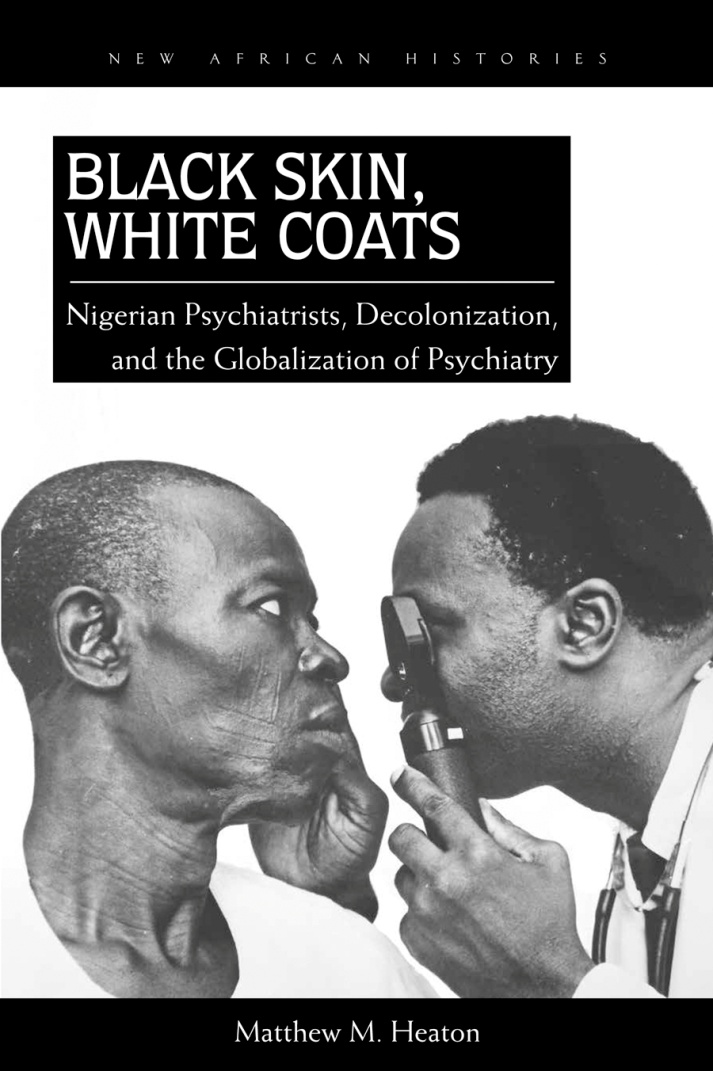 NEW AFRICAN HISTORIES
BLACK SKIN,
WHITE COATS
Nigerian Psychiatrists, Decolonization,
and the Globalization of Psychiatry
Matthew M. Heaton